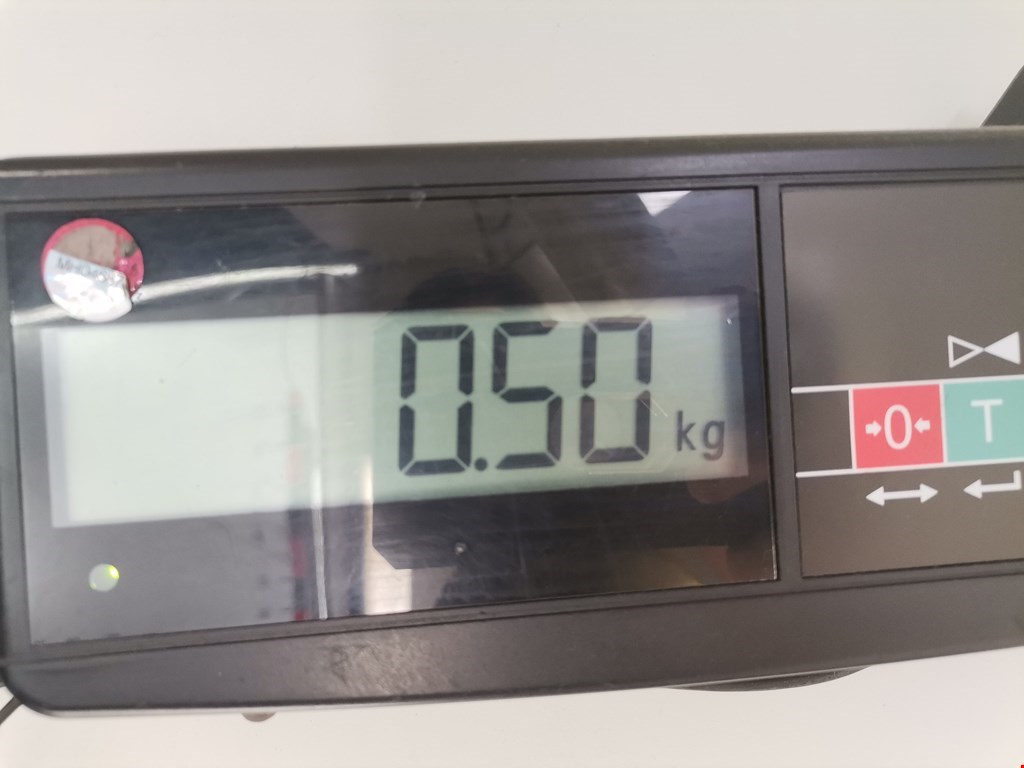 0.50 kg
→0← T